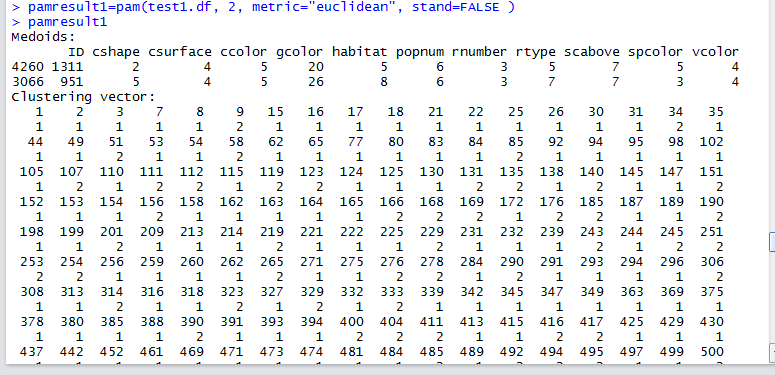 > pamresult1=pam(test1.df, 2, metric="euclidean", stand=FALSE )
> pamresult1
Medoids:
ID cshape csurface ccolor gcolor habitat popnum rnumber rtype scabove spcolor vcolor
4260 1311 2 4 5 20 5 6 3 5 7 5 4
3066 951 5 4 5 26 8 6 3 7 7 3 4
Clustering vector:
1 2 3 7 8 9 15 16 17 18 21 22 25 26 30 31 34 35
1 1 1 1 1 2 1 1 1 1 1 1 1 1 1 1 2 1
44 49 51 53 54 58 62 65 77 80 83 84 85 92 94 95 98 102
1 1 2 1 1 2 1 1 1 1 1 1 2 1 1 1 1 1
105 107 110 111 112 115 119 123 124 125 130 131 135 138 140 145 147 151
1 2 1 2 2 1 2 2 1 1 1 2 2 1 2 1 1 2
152 153 154 156 158 162 163 164 165 166 168 169 172 176 185 187 189 190
1 1 1 2 1 1 1 1 1 2 2 2 1 2 2 1 1 2
198 199 201 209 213 214 219 221 222 225 229 231 232 239 243 244 245 251
1 1 2 1 1 1 2 1 1 1 2 1 1 1 2 1 2 2
253 254 256 259 260 262 265 271 275 276 278 284 290 291 293 294 296 306
2 2 1 1 1 2 1 1 1 2 2 1 2 1 1 1 1 2
308 313 314 316 318 323 327 329 332 333 339 342 345 347 349 363 369 375
1 1 2 1 1 2 1 2 1 2 1 1 1 1 1 1 1 1
378 380 385 388 390 391 393 394 400 404 411 413 415 416 417 425 429 430
1 1 1 1 2 1 1 1 2 2 2 1 1 2 2 1 1 1
437 442 452 461 469 471 473 474 481 484 485 489 492 494 495 497 499 500